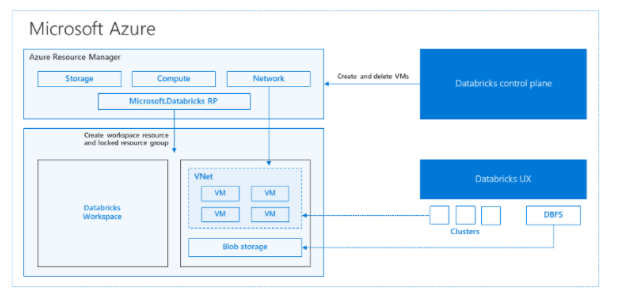 Microsoft Azure
Azure Resource Manager
Storage
Compute
Network
Microsoft.Databricks RP
Create and delete VMs
Databricks control plane
Create workspace resource
and locked resource group
Databricks
Workspace
VNet
VM
VM
VM
VM
Blob storage
Databricks UX
Clusters
DBFS